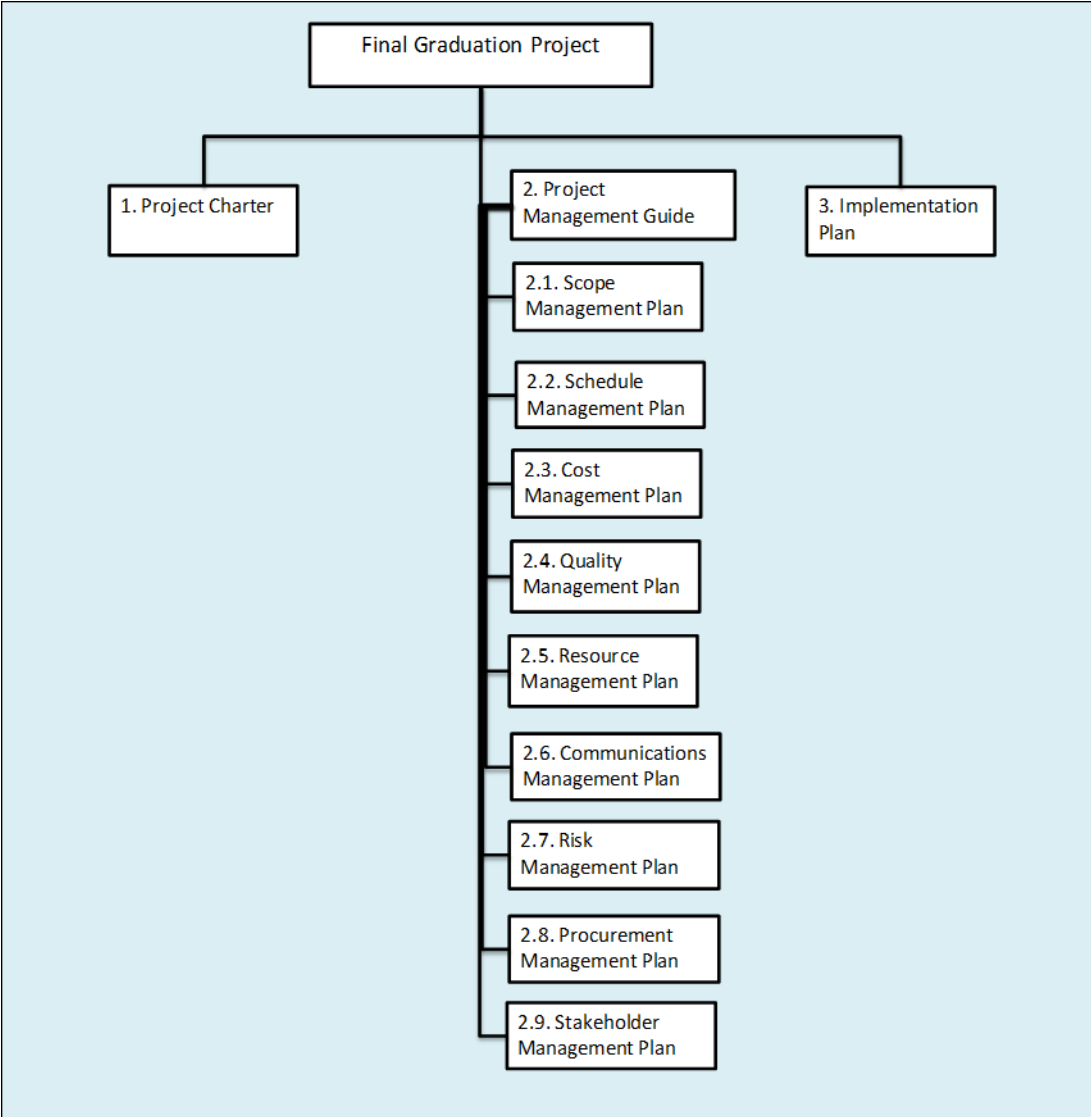 Final Graduation Project
1. Project Charter
2. Project
Management Guide
3. Implementation
Plan
2.1. Scope
Management Plan
2.2. Schedule
Management Plan
2.3. Cost
Management Plan
2.4. Quality
Management Plan
2.5. Resource
Management Plan
2.6. Communications
Management Plan
2.7. Risk
Management Plan
2.8. Procurement
Management Plan
2.9. Stakeholder
Management Plan